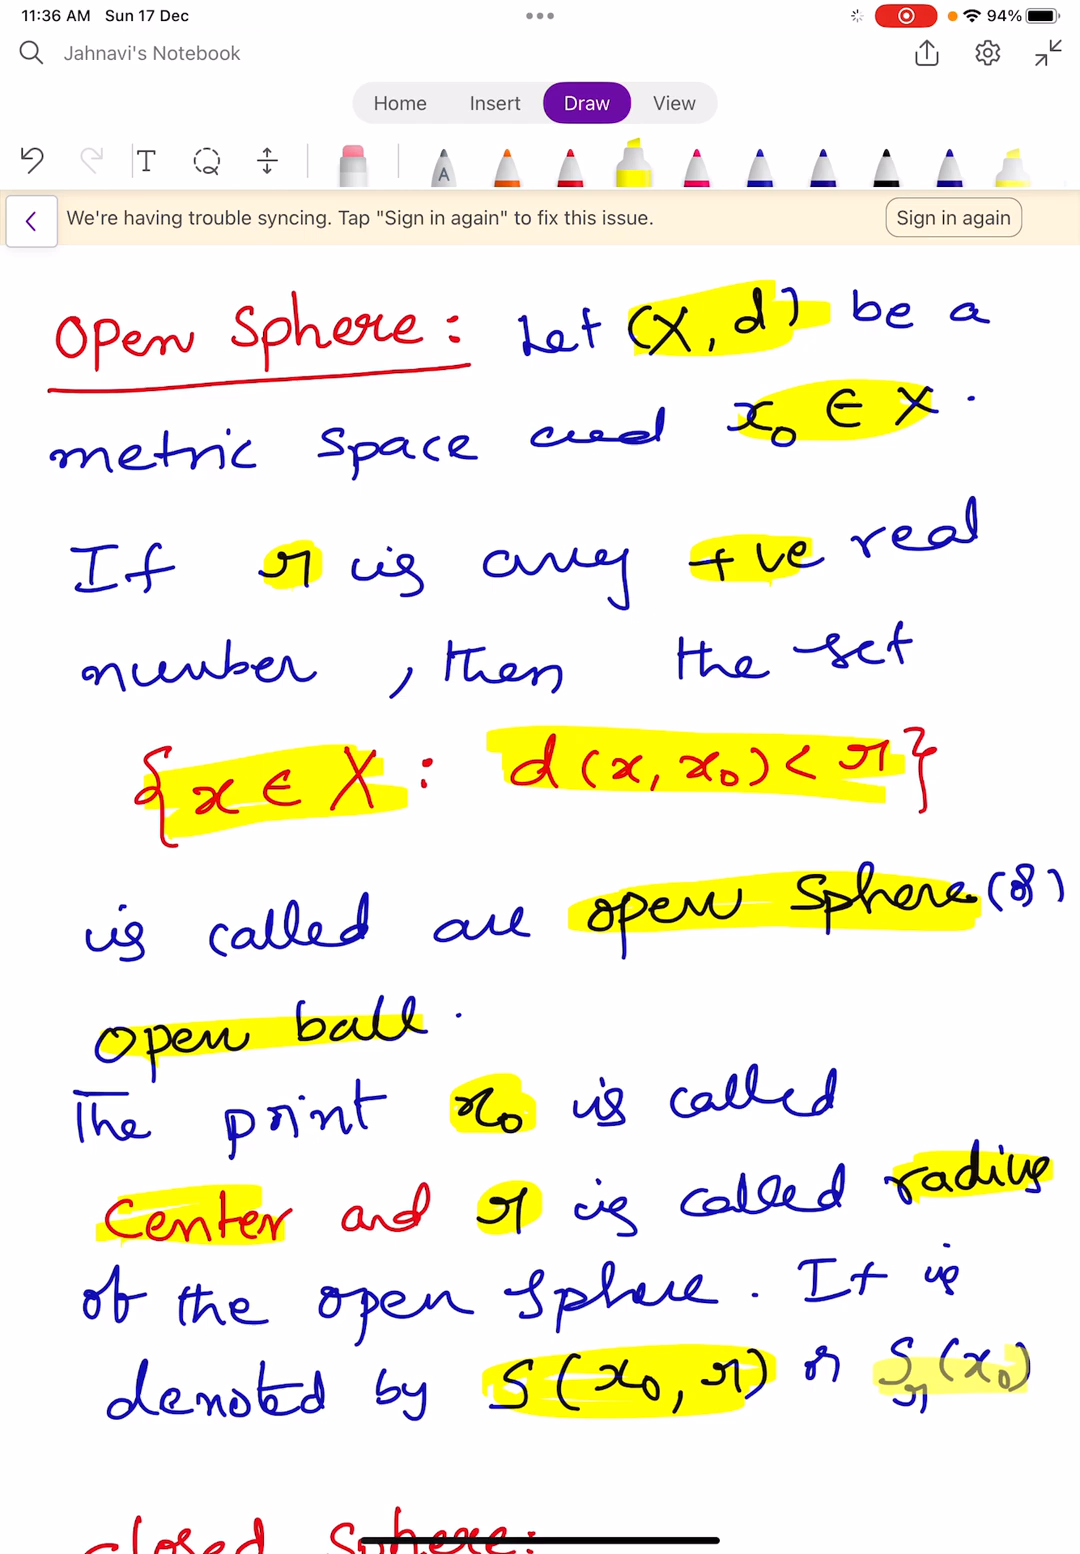 11:36 AM Sun 17 Dec
94%
Jahnavi's Notebook
Home Insert Draw View
T A
We're having trouble syncing. Tap "Sign in again" to fix this issue. Sign in again
Open Sphere: Let (X, d) be a
metric space and x₀ ∈ X.
If r is any +ve real
number, then the set
{x ∈ X : d(x, x₀) < r}
is called an open sphere (or)
open ball.
The point x₀ is called
Center and r is called radius
of the open sphere. It is
denoted by S(x₀, r) or Sᵣ(x₀)
closed sphere: